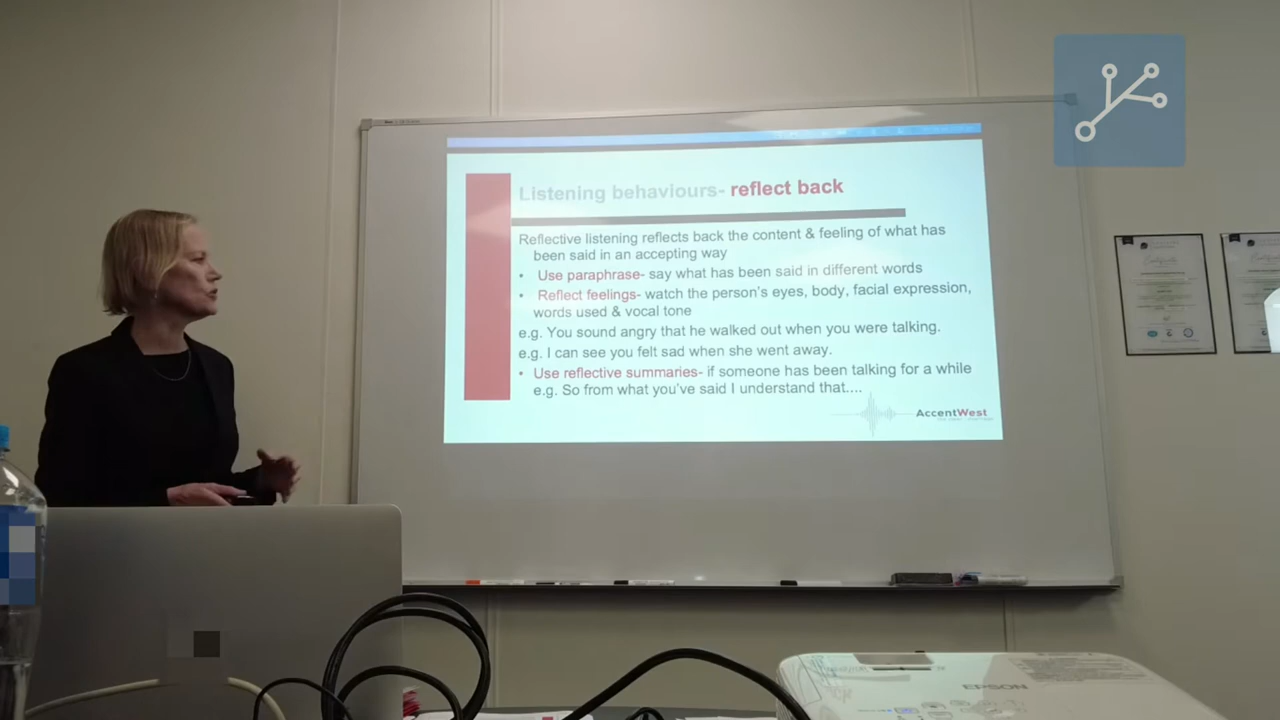 Listening behaviours- reflect back
Reflective listening reflects back the content & feeling of what has
been said in an accepting way
• Use paraphrase- say what has been said in different words
• Reflect feelings- watch the person's eyes, body, facial expression,
words used & vocal tone
e.g. You sound angry that he walked out when you were talking.
e.g. I can see you felt sad when she went away.
• Use reflective summaries- if someone has been talking for a while
e.g. So from what you've said I understand that....
AccentWest
EPSON